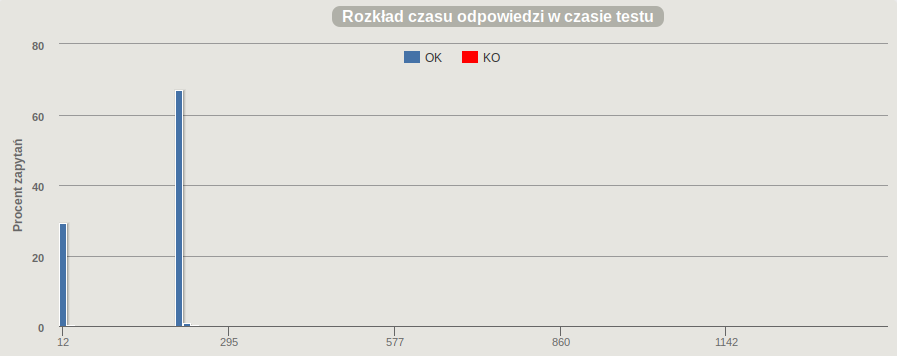 Rozkład czasu odpowiedzi w czasie testu
OK KO
Procent zapytań
80
60
40
20
0
12 295 577 860 1142